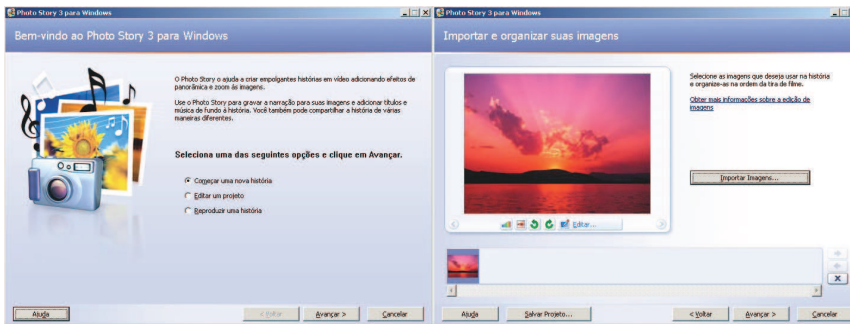 Photo Story 3 para Windows
Bem-vindo ao Photo Story 3 para Windows
O Photo Story o ajuda a criar empolgantes histórias em vídeo adicionando efeitos de
panorâmica e zoom às imagens.
Use o Photo Story para gravar a narração para suas imagens e adicionar títulos e
música de fundo à história. Você também pode compartilhar a história de várias
maneiras diferentes.
Seleciona uma das seguintes opções e clique em Avançar.
Começar uma nova história
Editar um projeto
Reproduzir uma história
Ajuda
< Voltar
Avançar >
Cancelar
Photo Story 3 para Windows
Importar e organizar suas imagens
Selecione as imagens que deseja usar na história
e organize-as na ordem da tira de filme.
Obter mais informações sobre a edição de
imagens
Importar Imagens...
Editar...
Ajuda
Salvar Projeto...
< Voltar
Avançar >
Cancelar